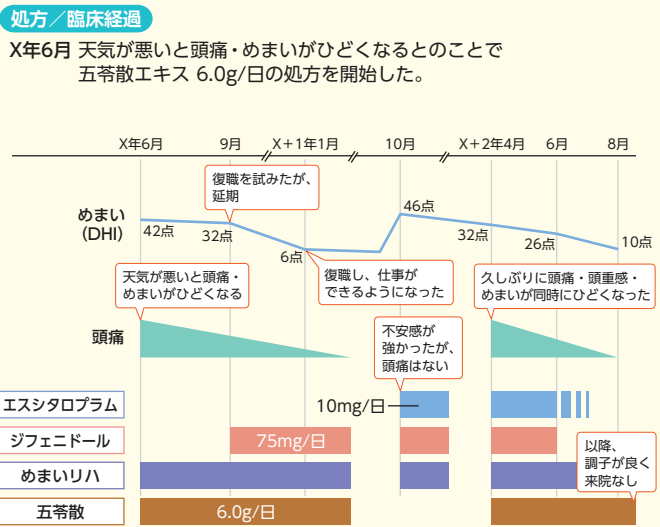 処方／臨床経過
X年6月 天気が悪いと頭痛・めまいがひどくなるとのことで
五苓散エキス 6.0g/日の処方を開始した。
X年6月 9月 X＋1年1月 10月 X＋2年4月 6月 8月
復職を試みたが、
延期
めまい
（DHI）
42点
32点
6点
46点
32点
26点
10点
天気が悪いと頭痛・
めまいがひどくなる
復職し、仕事が
できるようになった
久しぶりに頭痛・頭重感・
めまいが同時にひどくなった
頭痛
不安感が
強かったが、
頭痛はない
エスシタロプラム
10mg/日
ジフェニドール
75mg/日
めまいリハ
以降、
調子が良く
来院なし
五苓散
6.0g/日